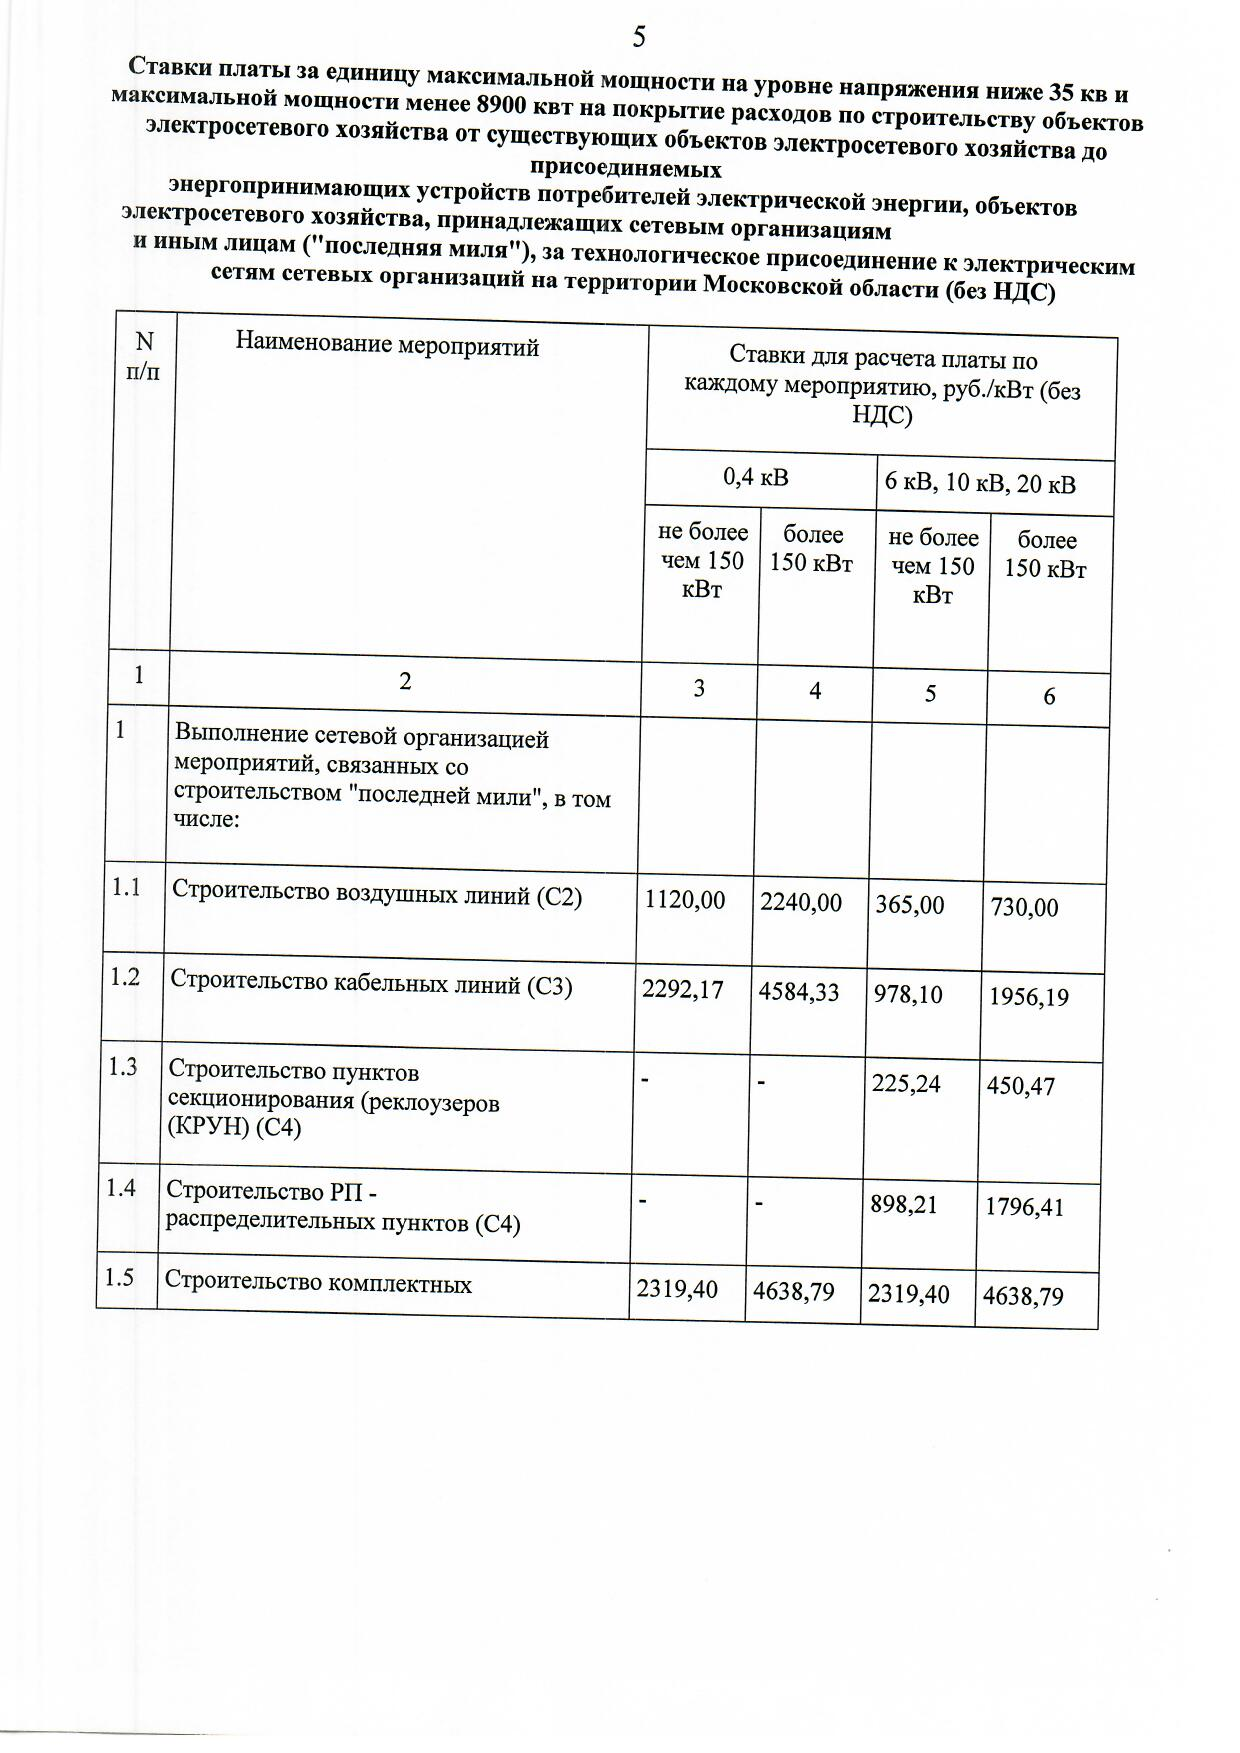 5
Ставки платы за единицу максимальной мощности на уровне напряжения ниже 35 кв и
максимальной мощности менее 8900 квт на покрытие расходов по строительству объектов
электросетевого хозяйства от существующих объектов электросетевого хозяйства до
присоединяемых
энергопринимающих устройств потребителей электрической энергии, объектов
электросетевого хозяйства, принадлежащих сетевым организациям
и иным лицам ("последняя миля"), за технологическое присоединение к электрическим
сетям сетевых организаций на территории Московской области (без НДС)
N
п/п
Наименование мероприятий
Ставки для расчета платы по
каждому мероприятию, руб./кВт (без
НДС)
0,4 кВ
6 кВ, 10 кВ, 20 кВ
не более
чем 150
кВт
более
150 кВт
не более
чем 150
кВт
более
150 кВт
1 2 3 4 5 6
1 Выполнение сетевой организацией
мероприятий, связанных со
строительством "последней мили", в том
числе:
1.1 Строительство воздушных линий (С2) 1120,00 2240,00 365,00 730,00
1.2 Строительство кабельных линий (С3) 2292,17 4584,33 978,10 1956,19
1.3 Строительство пунктов - - 225,24 450,47
секционирования (реклоузеров
(КРУН) (С4)
1.4 Строительство РП - - - 898,21 1796,41
распределительных пунктов (С4)
1.5 Строительство комплектных 2319,40 4638,79 2319,40 4638,79